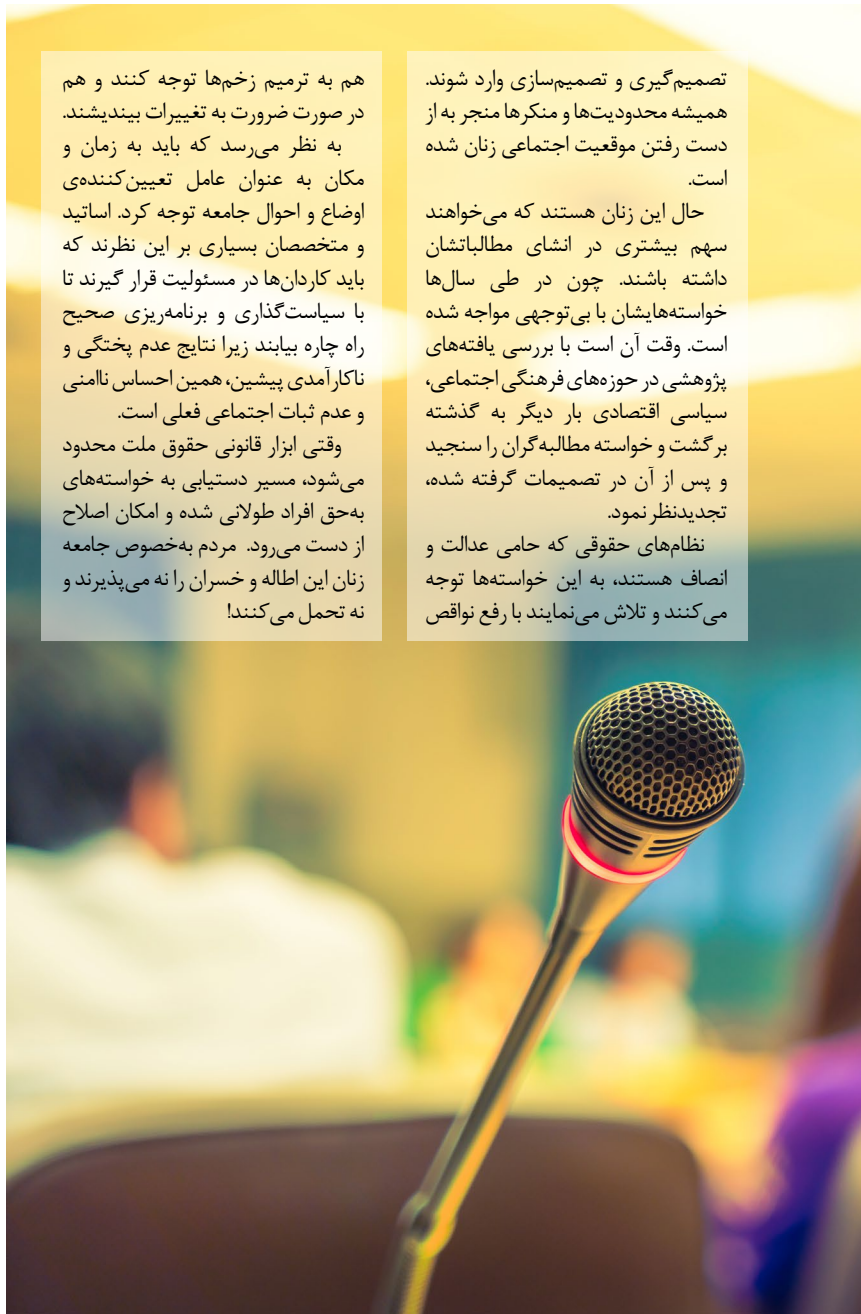 تصمیم‌گیری و تصمیم‌سازی وارد شوند.
همیشه محدودیت‌ها و منکرها منجر به از
دست رفتن موقعیت اجتماعی زنان شده
است.
حال این زنان هستند که می‌خواهند
سهم بیشتری در انشای مطالباتشان
داشته باشند. چون در طی سال‌ها
خواسته‌هایشان با بی‌توجهی مواجه شده
است. وقت آن است با بررسی یافته‌های
پژوهشی در حوزه‌های فرهنگی اجتماعی،
سیاسی اقتصادی بار دیگر به گذشته
برگشت و خواسته مطالبه‌گران را سنجید
و پس از آن در تصمیمات گرفته شده،
تجدیدنظر نمود.
نظام‌های حقوقی که حامی عدالت و
انصاف هستند، به این خواسته‌ها توجه
می‌کنند و تلاش می‌نمایند با رفع نواقص
هم به ترمیم زخم‌ها توجه کنند و هم
در صورت ضرورت به تغییرات بیندیشند.
به نظر می‌رسد که باید به زمان و
مکان به عنوان عامل تعیین‌کننده‌ی
اوضاع و احوال جامعه توجه کرد. اساتید
و متخصصان بسیاری بر این نظرند که
باید کاردان‌ها در مسئولیت قرار گیرند تا
با سیاست‌گذاری و برنامه‌ریزی صحیح
راه چاره بیابند زیرا نتایج عدم پختگی و
ناکارآمدی پیشین، همین احساس ناامنی
و عدم ثبات اجتماعی فعلی است.
وقتی ابزار قانونی حقوق ملت محدود
می‌شود، مسیر دستیابی به خواسته‌های
به‌حق افراد طولانی شده و امکان اصلاح
از دست می‌رود. مردم به‌خصوص جامعه
زنان این اطاله و خسران را نه می‌پذیرند و
نه تحمل می‌کنند!